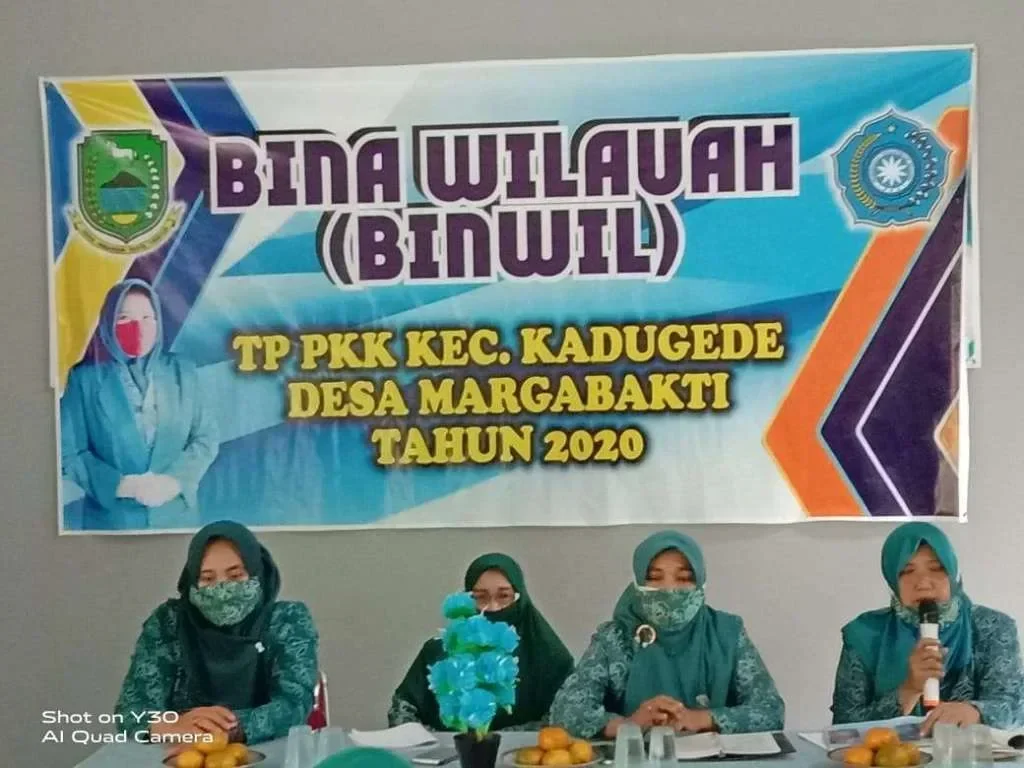 BINA WILAYAH
(BINWIL)
TP PKK KEC. KADUGEDE
DESA MARGABAKTI
TAHUN 2020
Shot on Y30
AI Quad Camera